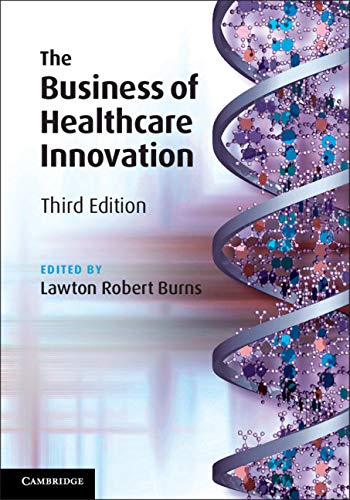 The
Business of
Healthcare
Innovation
Third Edition
EDITED BY
Lawton Robert Burns
CAMBRIDGE